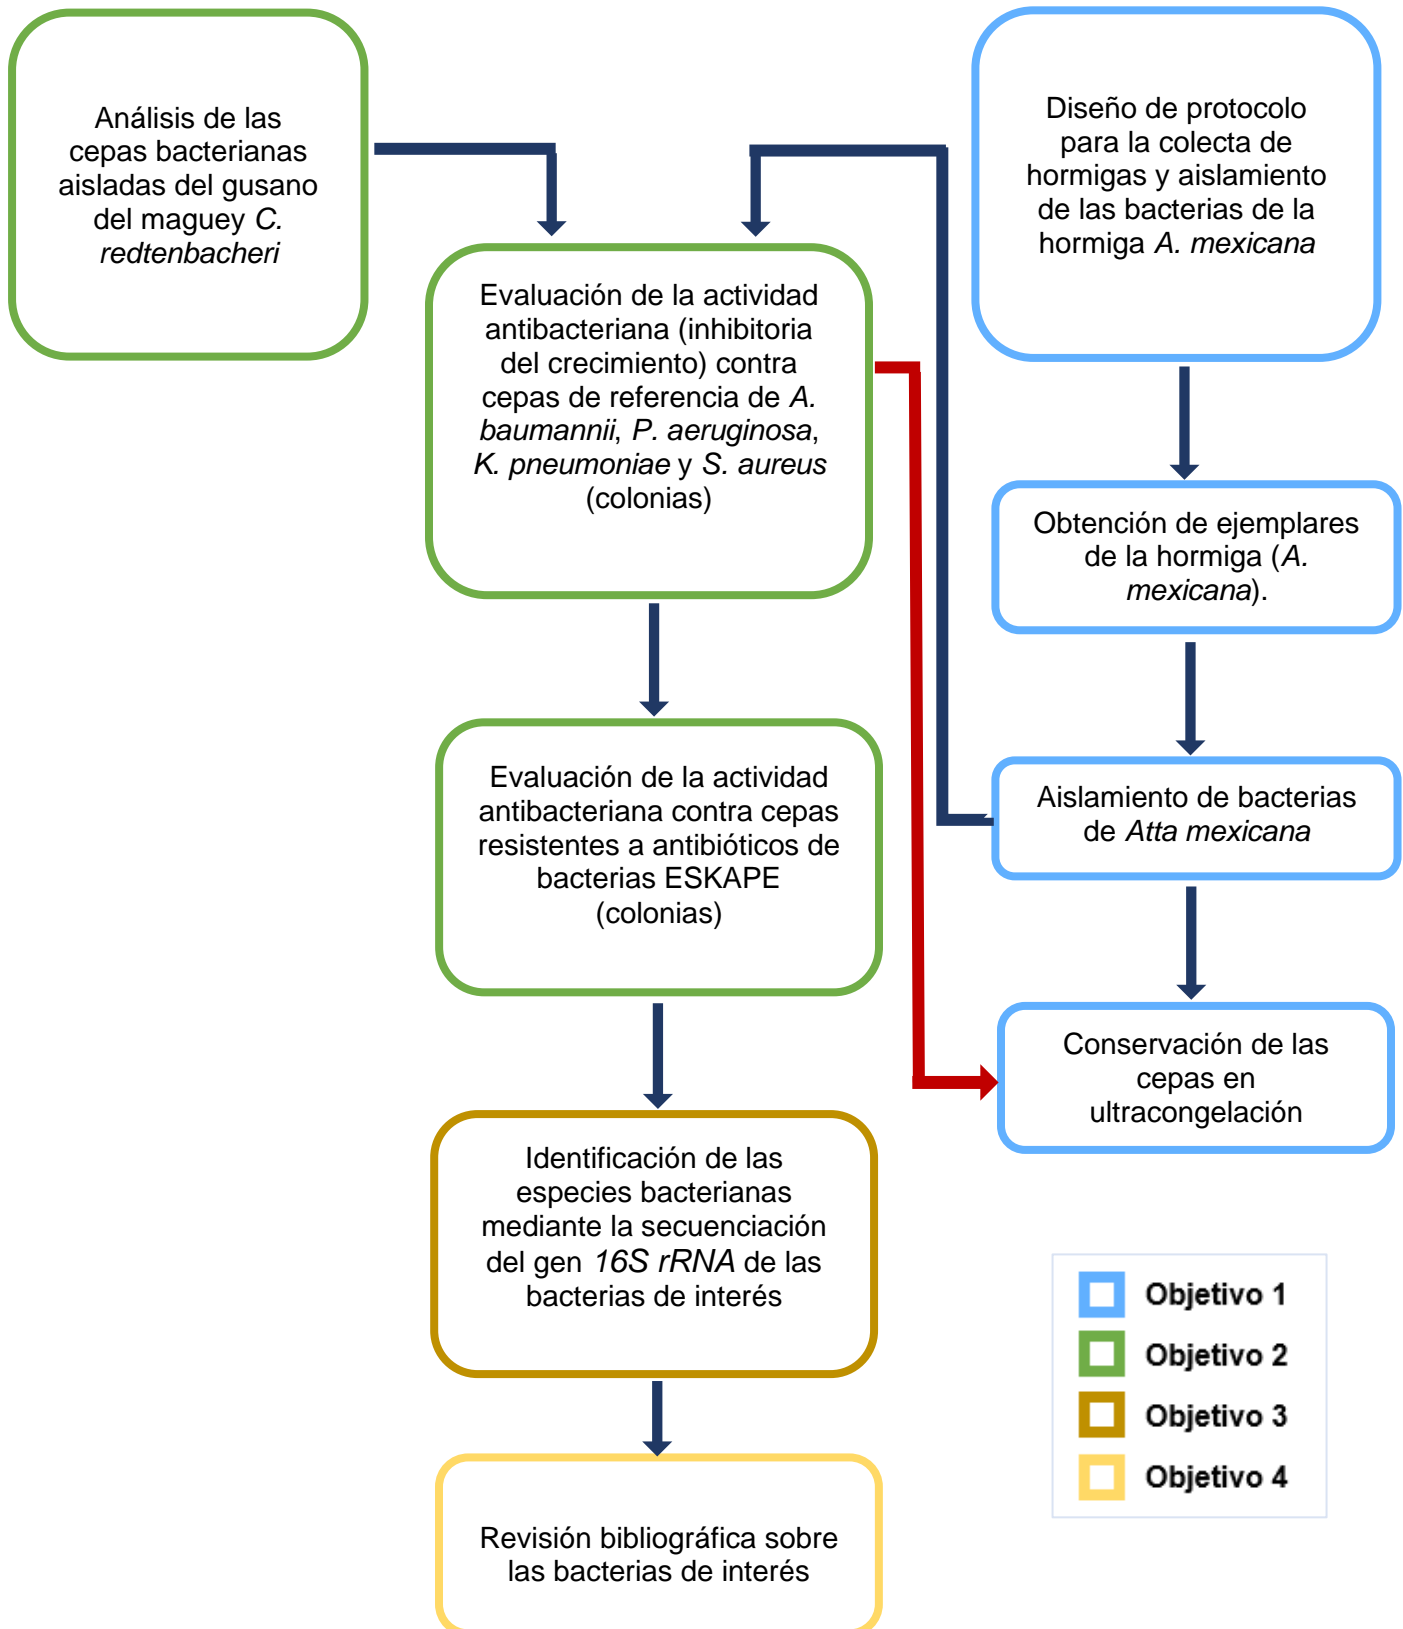 Análisis de las
cepas bacterianas
aisladas del gusano
del maguey C.
redtenbacheri
Diseño de protocolo
para la colecta de
hormigas y aislamiento
de las bacterias de la
hormiga A. mexicana
Evaluación de la actividad
antibacteriana (inhibitoria
del crecimiento) contra
cepas de referencia de A.
baumannii, P. aeruginosa,
K. pneumoniae y S. aureus
(colonias)
Obtención de ejemplares
de la hormiga (A.
mexicana).
Evaluación de la actividad
antibacteriana contra cepas
resistentes a antibióticos de
bacterias ESKAPE
(colonias)
Aislamiento de bacterias
de Atta mexicana
Conservación de las
cepas en
ultracongelación
Identificación de las
especies bacterianas
mediante la secuenciación
del gen 16S rRNA de las
bacterias de interés
Revisión bibliográfica sobre
las bacterias de interés
Objetivo 1
Objetivo 2
Objetivo 3
Objetivo 4